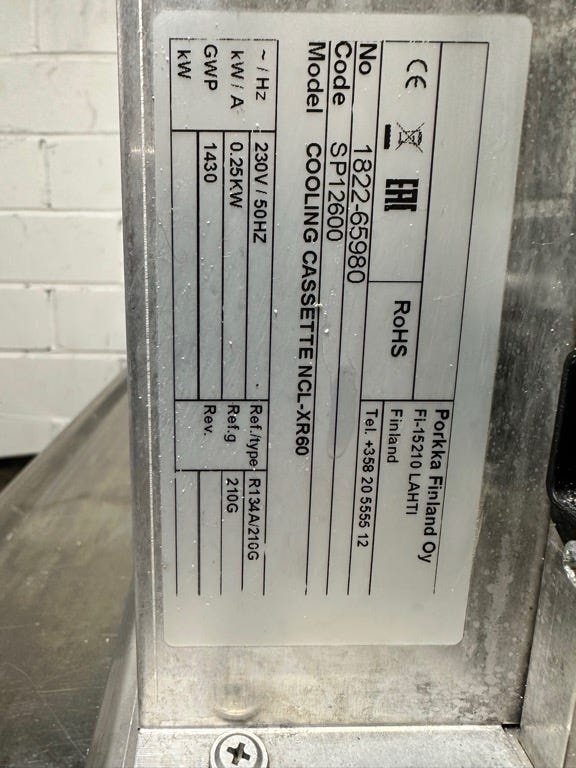 CE EAC RoHS
Porkka Finland Oy
FI-15210 LAHTI
Finland
Tel. +358 20 5555 12
No 1822-65980
Code SP12600
Model COOLING CASSETTE NCL-XR60
~ / Hz 230V / 50HZ Ref./type R134A/210G
kW / A 0.25KW Ref.g 210G
GWP 1430 Rev.
kW